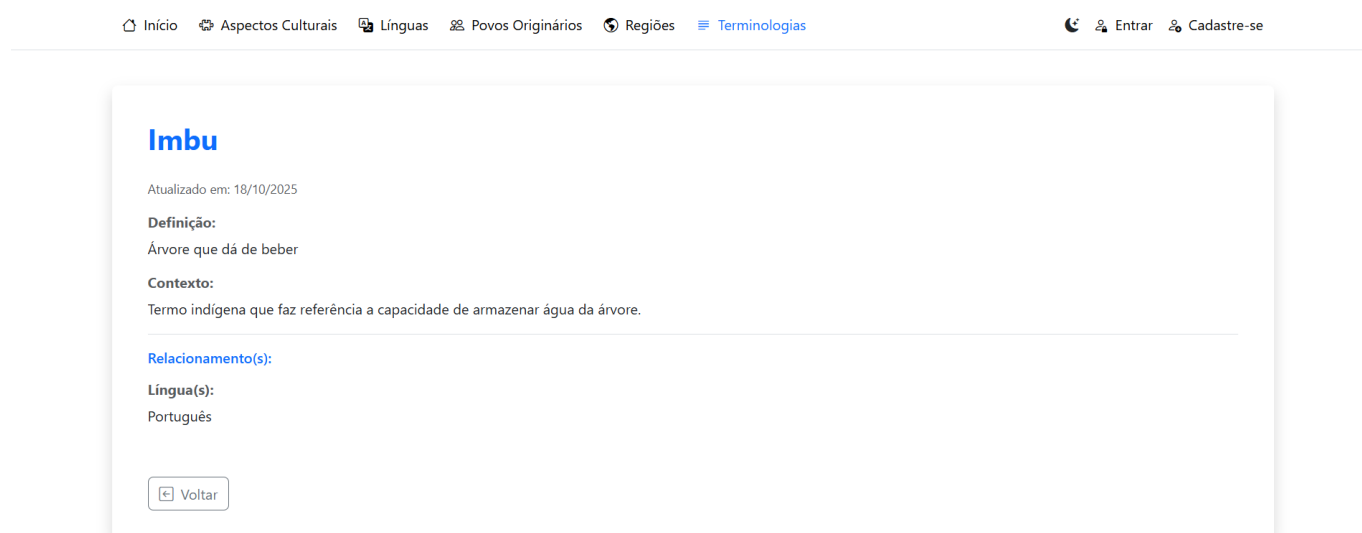 Início Aspectos Culturais Línguas Povos Originários Regiões Terminologias Entrar Cadastre-se
Imbu
Atualizado em: 18/10/2025
Definição:
Árvore que dá de beber
Contexto:
Termo indígena que faz referência a capacidade de armazenar água da árvore.
Relacionamento(s):
Língua(s):
Português
Voltar